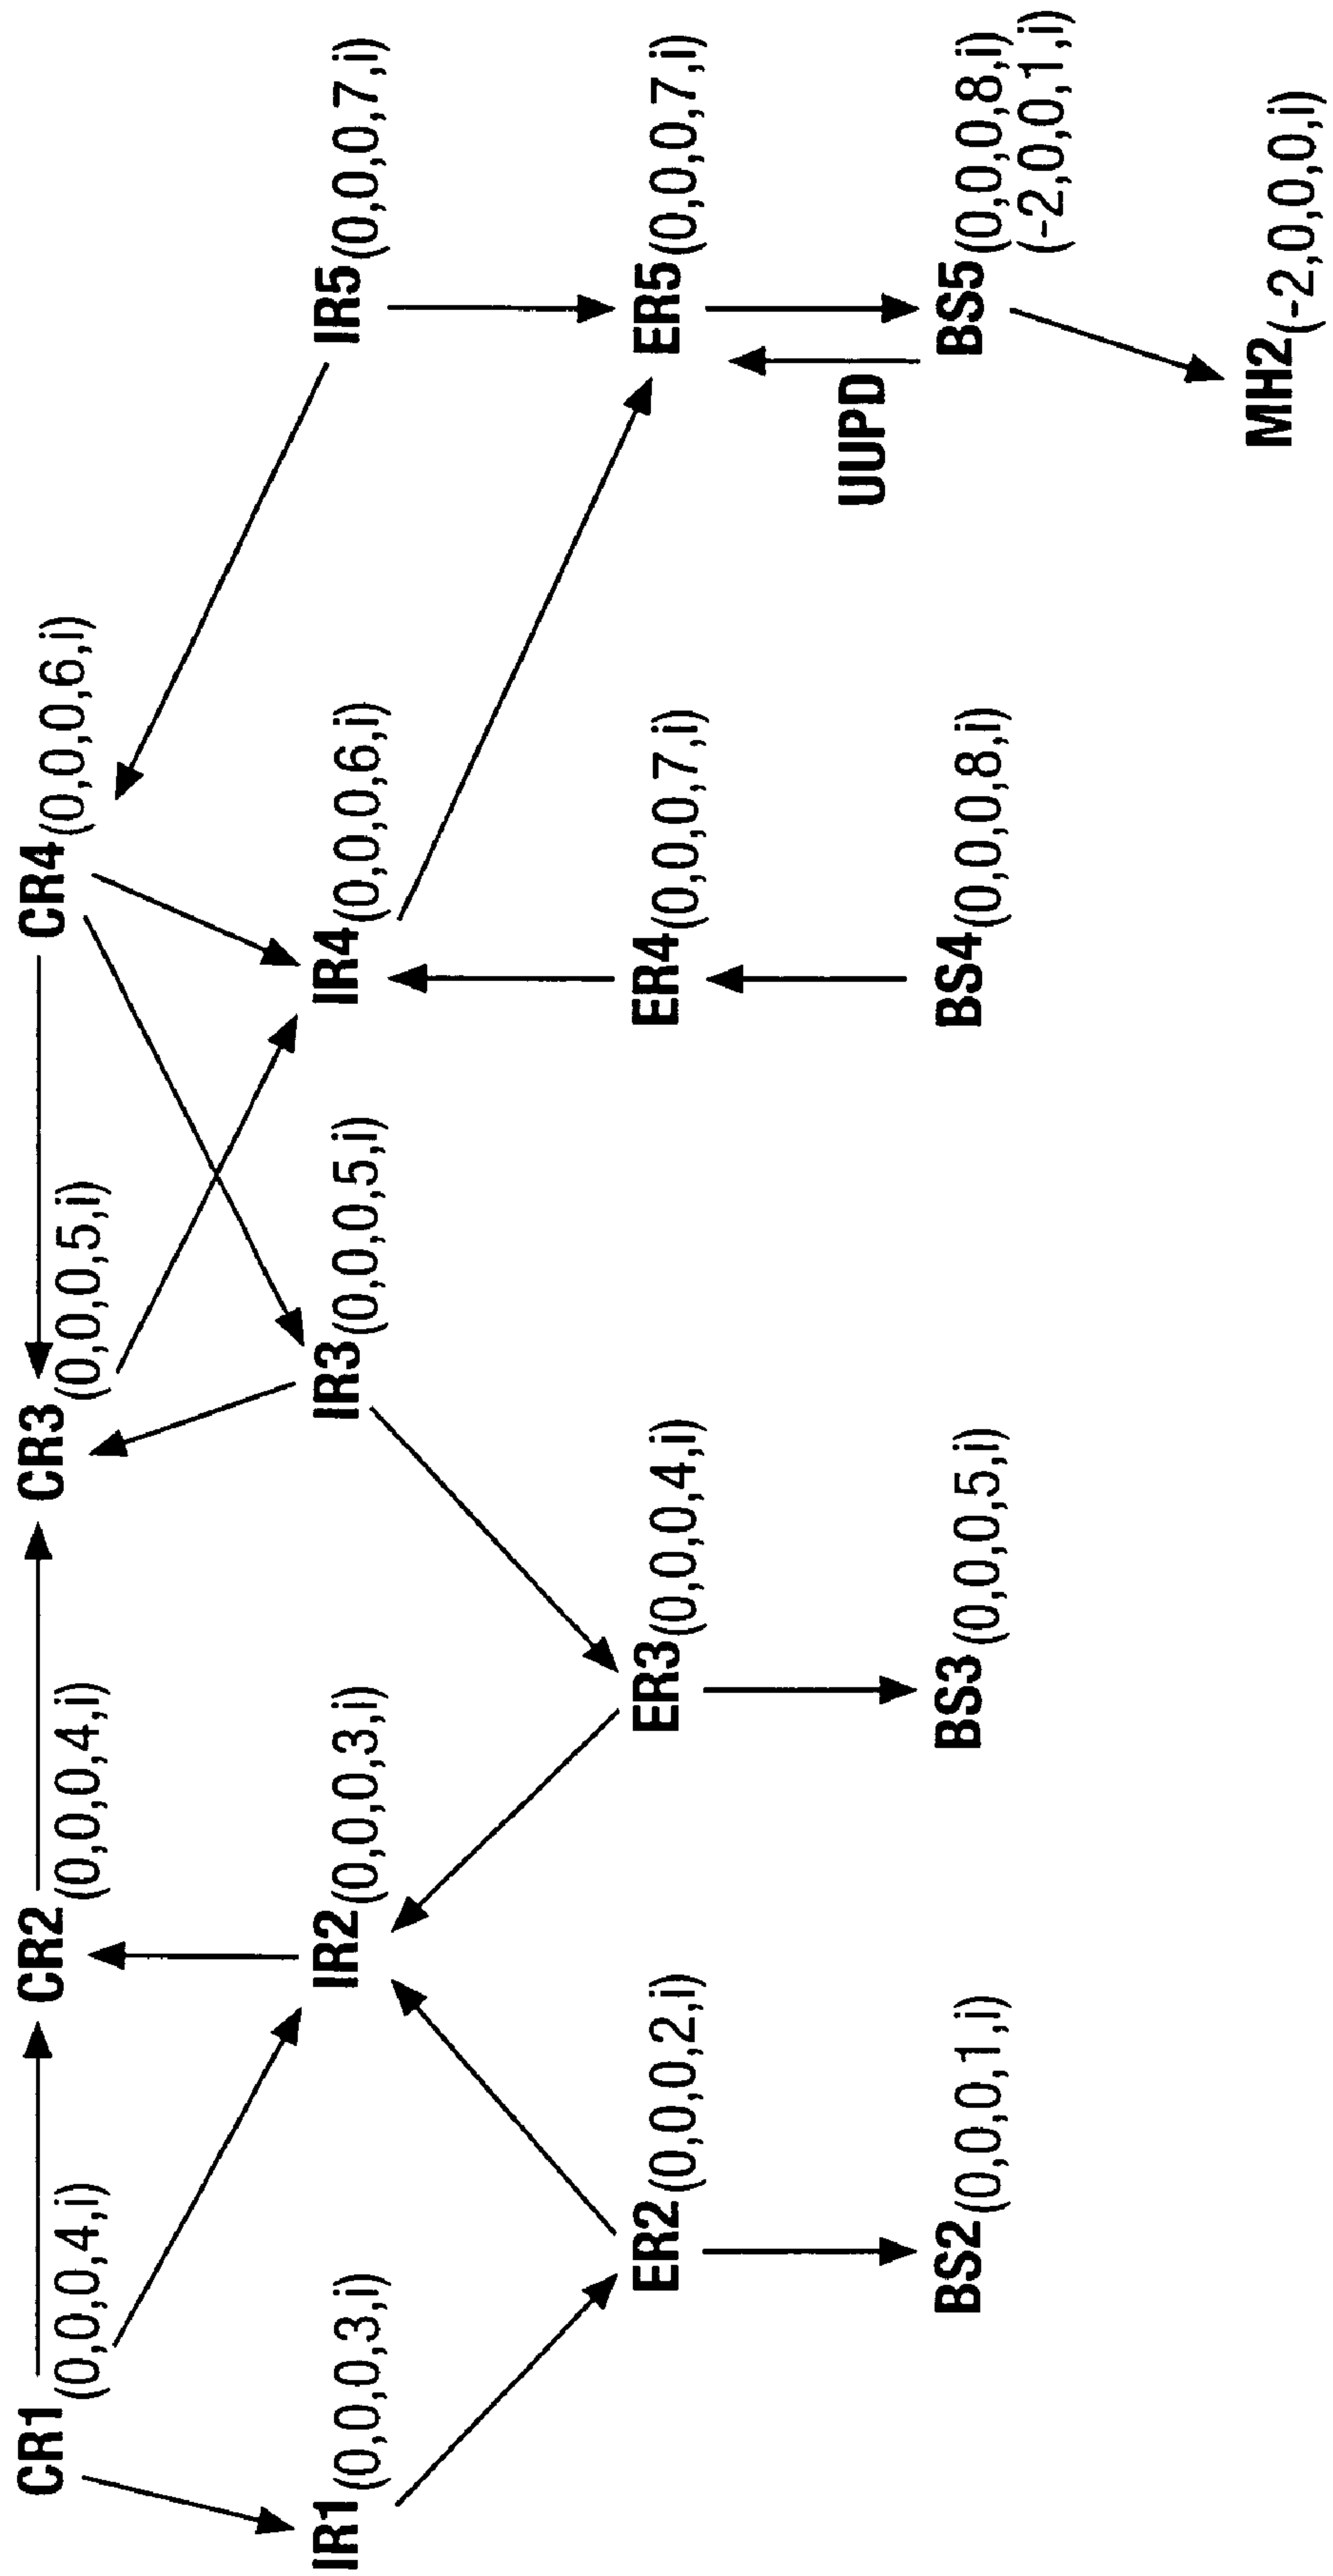 CR1 (0,0,0,4,i)
CR2 (0,0,0,4,i)
CR3 (0,0,0,5,i)
CR4 (0,0,0,6,i)
IR1 (0,0,0,3,i)
IR2 (0,0,0,3,i)
IR3 (0,0,0,5,i)
IR4 (0,0,0,6,i)
IR5 (0,0,0,7,i)
ER2 (0,0,0,2,i)
ER3 (0,0,0,4,i)
ER4 (0,0,0,7,i)
ER5 (0,0,0,7,i)
UUPD
BS2 (0,0,0,1,i)
BS3 (0,0,0,5,i)
BS4 (0,0,0,8,i)
BS5 (0,0,0,8,i)
(-2,0,0,1,i)
MH2 (-2,0,0,0,i)